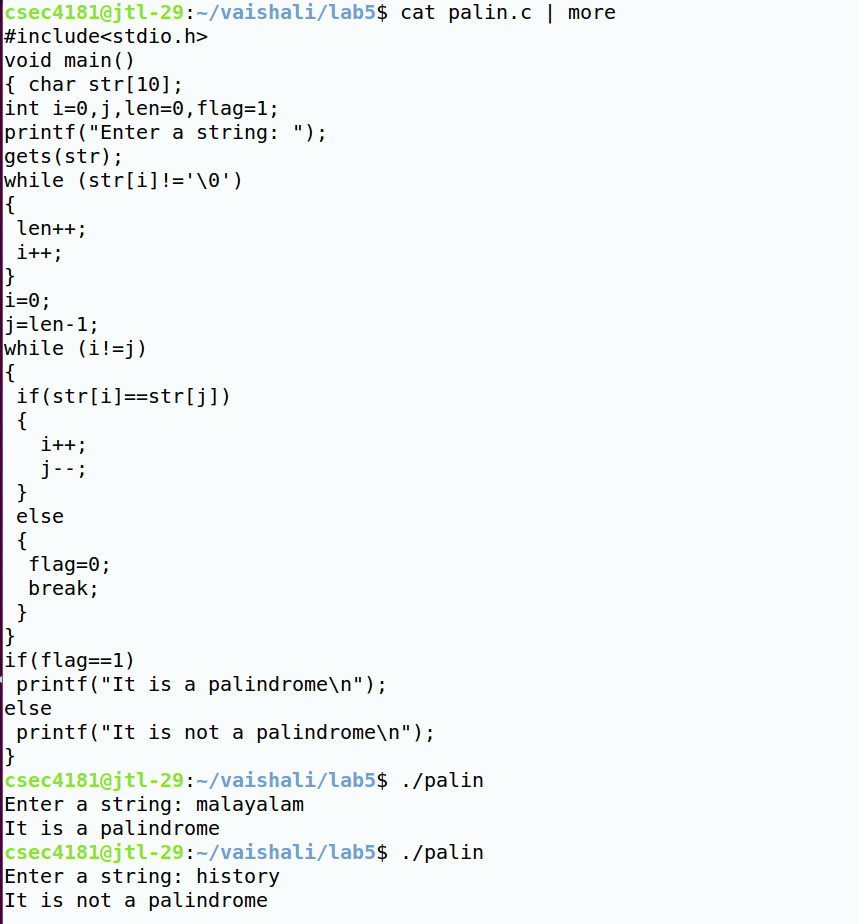 csec4181@jtl-29:~/vaishali/lab5$ cat palin.c | more
#include<stdio.h>
void main()
{ char str[10];
int i=0,j,len=0,flag=1;
printf("Enter a string: ");
gets(str);
while (str[i]!='\0')
{
 len++;
 i++;
}
i=0;
j=len-1;
while (i!=j)
{
 if(str[i]==str[j])
 {
   i++;
   j--;
 }
 else
 {
  flag=0;
  break;
 }
}
if(flag==1)
 printf("It is a palindrome\n");
else
 printf("It is not a palindrome\n");
}
csec4181@jtl-29:~/vaishali/lab5$ ./palin
Enter a string: malayalam
It is a palindrome
csec4181@jtl-29:~/vaishali/lab5$ ./palin
Enter a string: history
It is not a palindrome